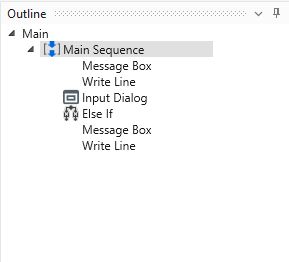 Outline
Main
Main Sequence
Message Box
Write Line
Input Dialog
Else If
Message Box
Write Line